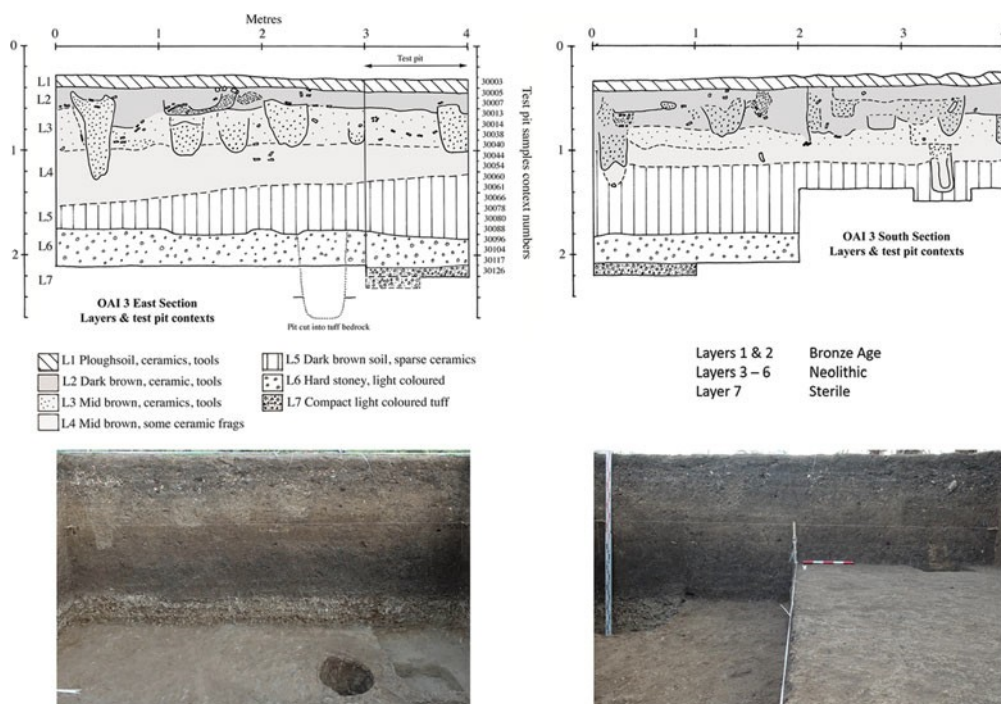 Metres
0 1 2 3 4
Test pit
0
1
2
L1
L2
L3
L4
L5
L6
L7
30003
30005
30007
30013
30014
30038
30040
30044
30054
30060
30061
30066
30078
30080
30088
30096
30104
30117
30126
Test pit samples context numbers
OAI 3 East Section
Layers & test pit contexts
Pit cut into tuff bedrock
0 1 2 3 4
0
1
2
OAI 3 South Section
Layers & test pit contexts
L1 Ploughsoil, ceramics, tools
L2 Dark brown, ceramic, tools
L3 Mid brown, ceramics, tools
L4 Mid brown, some ceramic frags
L5 Dark brown soil, sparse ceramics
L6 Hard stoney, light coloured
L7 Compact light coloured tuff
Layers 1 & 2 Bronze Age
Layers 3 – 6 Neolithic
Layer 7 Sterile